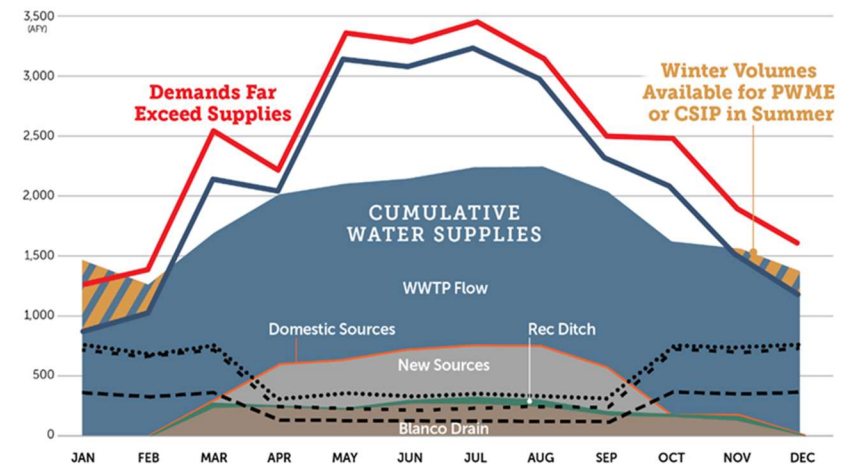 3,500
(AFY)
3,000
2,500
2,000
1,500
1,000
500
0
Demands Far
Exceed Supplies
Winter Volumes
Available for PWME
or CSIP in Summer
CUMULATIVE
WATER SUPPLIES
WWTP Flow
Domestic Sources
Rec Ditch
New Sources
Blanco Drain
JAN FEB MAR APR MAY JUN JUL AUG SEP OCT NOV DEC